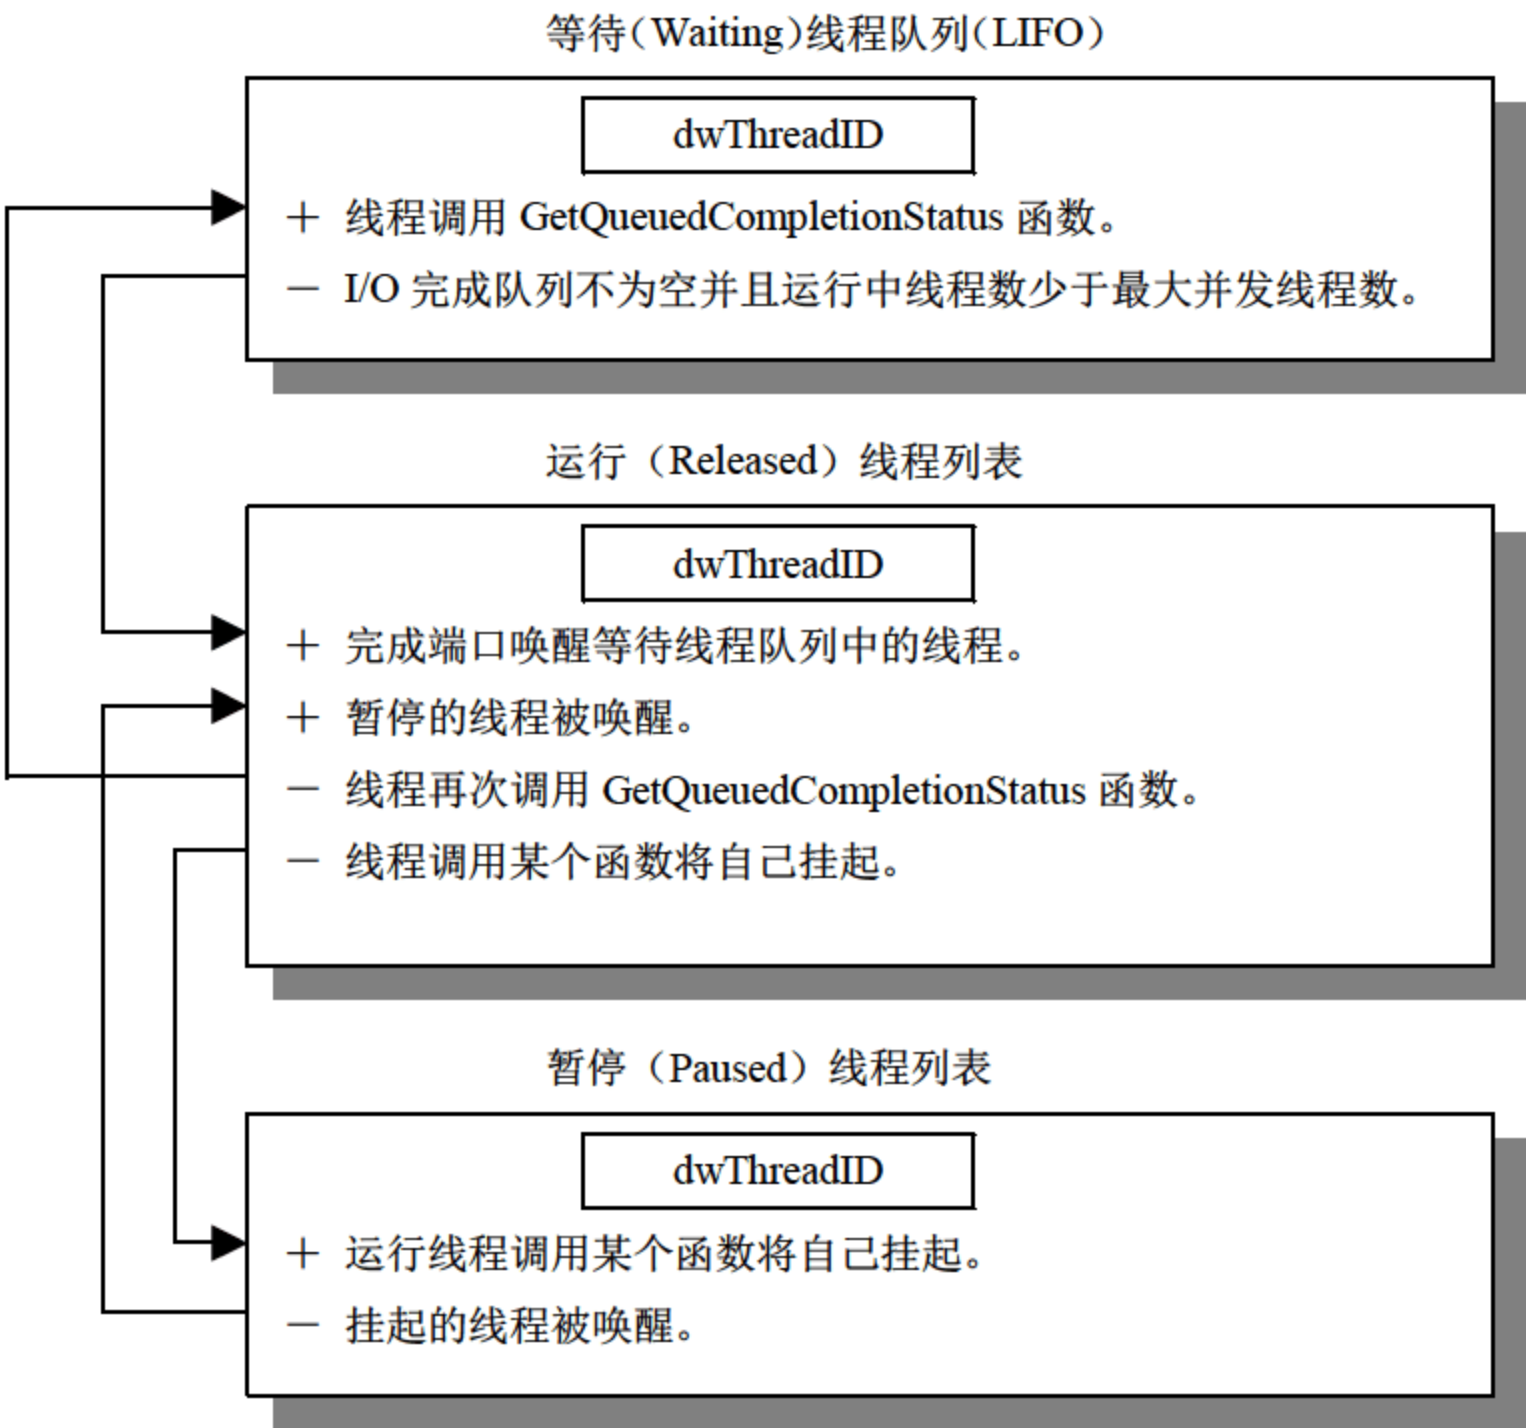 等待（Waiting）线程队列（LIFO）
dwThreadID
＋ 线程调用 GetQueuedCompletionStatus 函数。
－ I/O 完成队列不为空并且运行中线程数少于最大并发线程数。
运行（Released）线程列表
dwThreadID
＋ 完成端口唤醒等待线程队列中的线程。
＋ 暂停的线程被唤醒。
－ 线程再次调用 GetQueuedCompletionStatus 函数。
－ 线程调用某个函数将自己挂起。
暂停（Paused）线程列表
dwThreadID
＋ 运行线程调用某个函数将自己挂起。
－ 挂起的线程被唤醒。